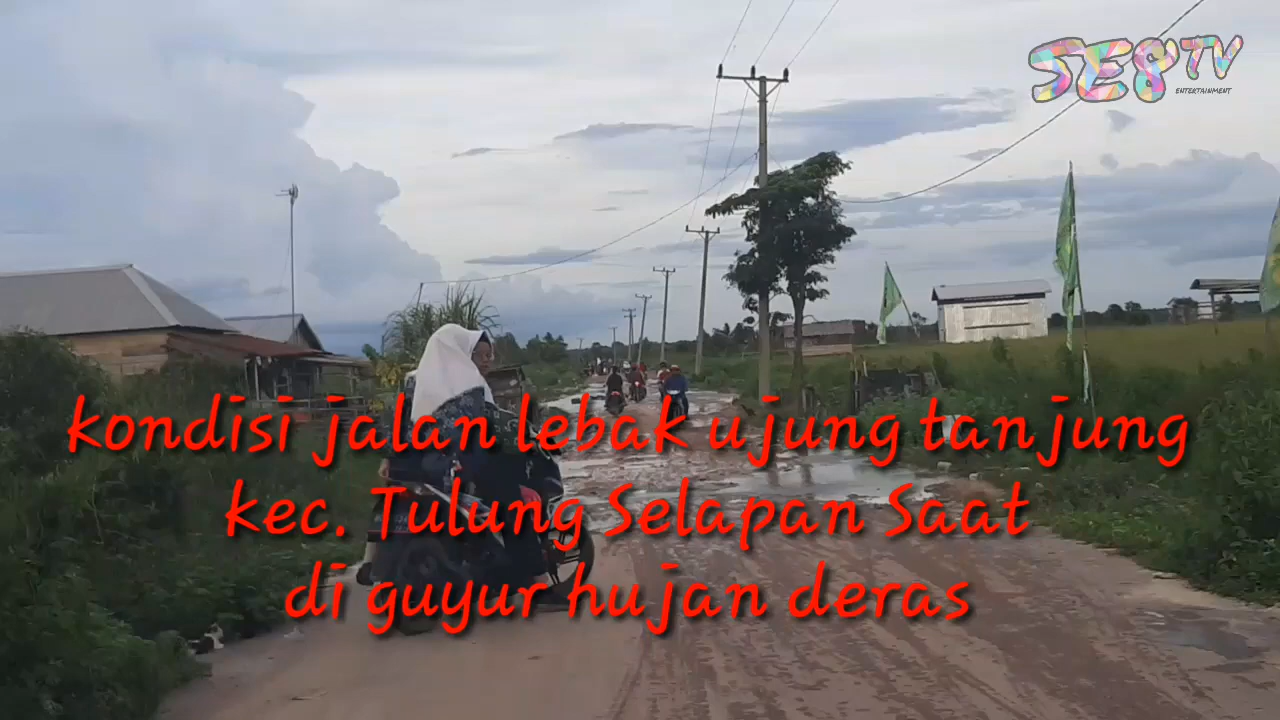 SE8TV
ENTERTAINMENT
kondisi jalan lebak ujung tanjung
kec. Tulung Selapan Saat
di guyur hujan deras